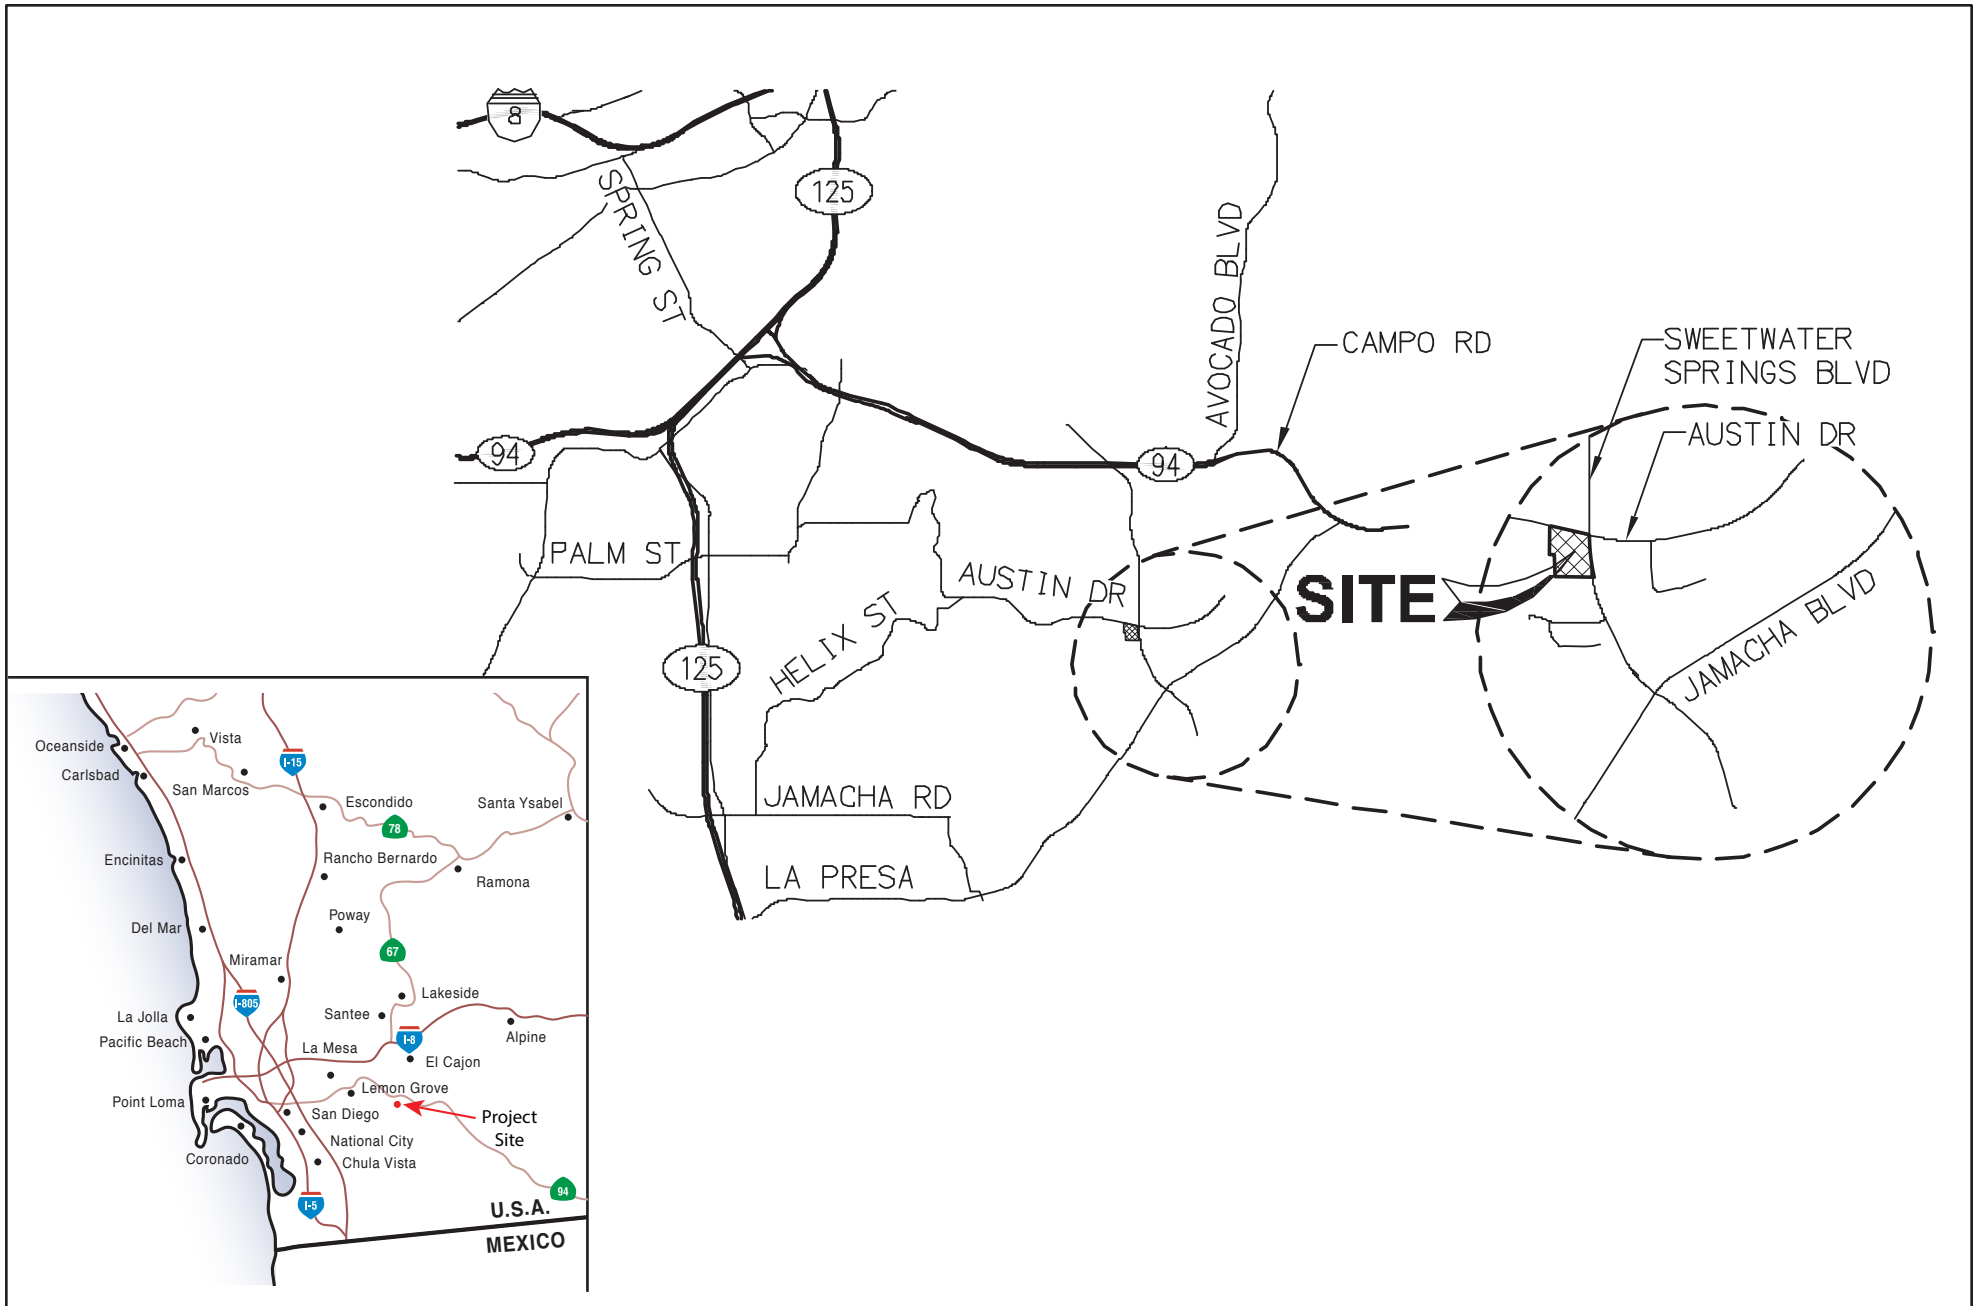 8
125
SPRING ST
AVOCADO BLVD
CAMPO RD
SWEETWATER
SPRINGS BLVD
AUSTIN DR
94
94
PALM ST
AUSTIN DR
SITE
HELIX ST
125
JAMACHA BLVD
JAMACHA RD
LA PRESA
Oceanside
Vista
I-15
Carlsbad
San Marcos
Escondido
Santa Ysabel
78
Encinitas
Rancho Bernardo
Ramona
Poway
Del Mar
67
Miramar
Lakeside
I-805
La Jolla
Santee
Alpine
Pacific Beach
I-8
La Mesa
El Cajon
Lemon Grove
Point Loma
San Diego
Project
Site
National City
Coronado
Chula Vista
94
I-5
U.S.A.
MEXICO